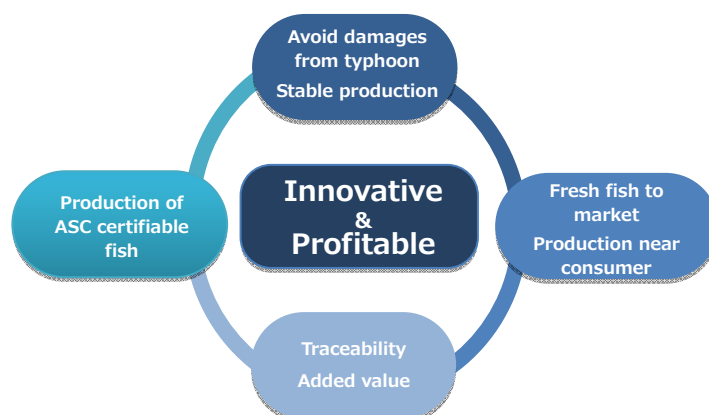 Avoid damages
from typhoon
Stable production
Production of
ASC certifiable
fish
Innovative
&
Profitable
Fresh fish to
market
Production near
consumer
Traceability
Added value